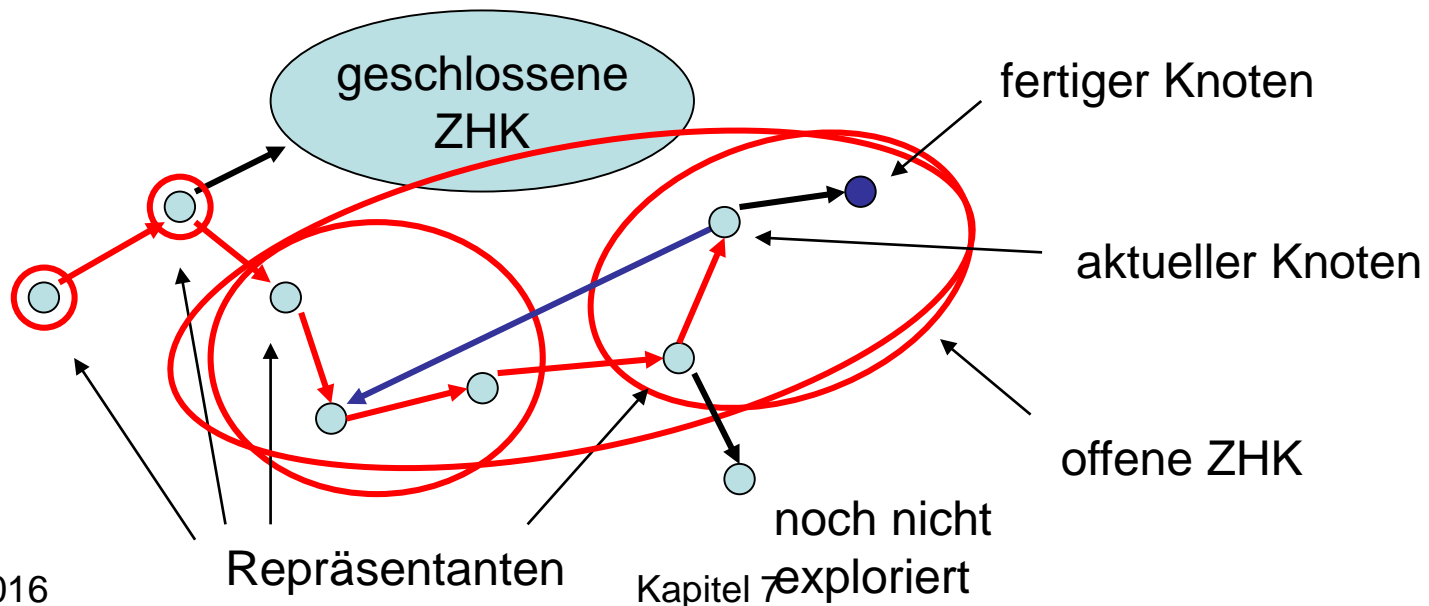 geschlossene
ZHK
fertiger Knoten
aktueller Knoten
offene ZHK
noch nicht
exploriert
Repräsentanten
016
Kapitel 7